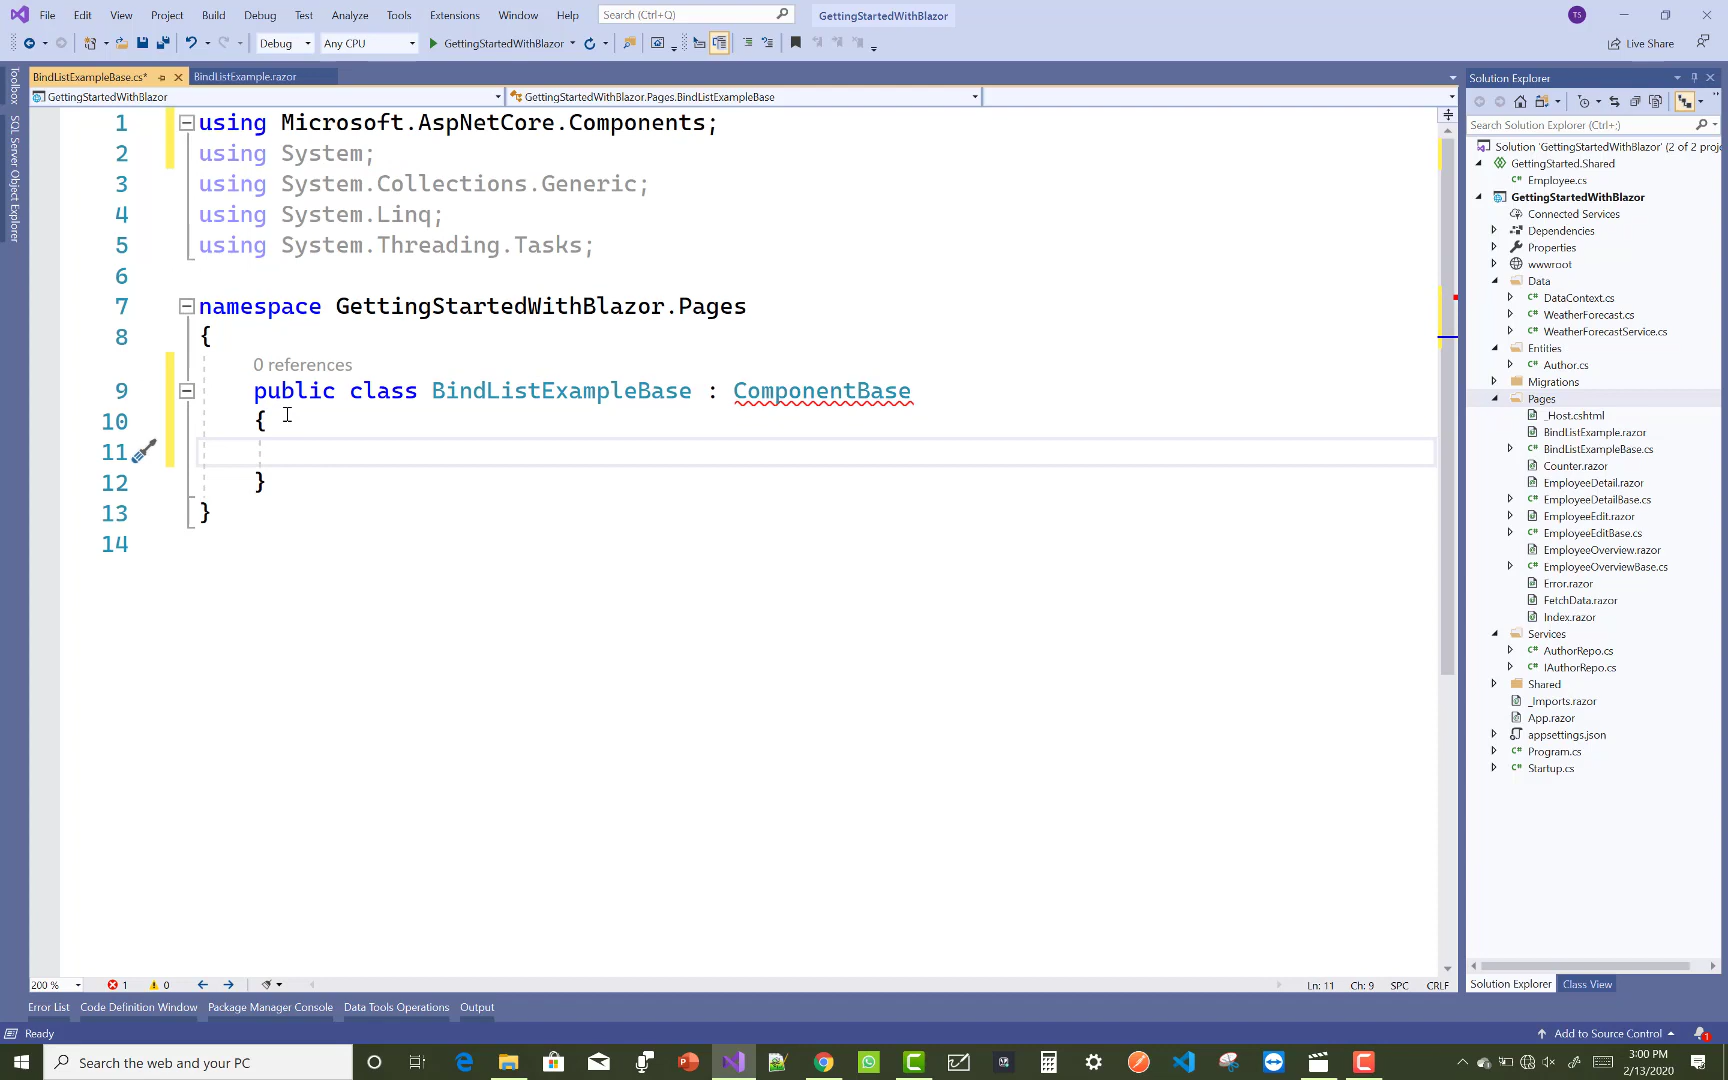 File Edit View Project Build Debug Test Analyze Tools Extensions Window Help Search (Ctrl+Q) GettingStartedWithBlazor TS
Debug Any CPU GettingStartedWithBlazor Live Share
Toolbox
SQL Server Object Explorer
BindListExampleBase.cs* BindListExample.razor
GettingStartedWithBlazor GettingStartedWithBlazor.Pages.BindListExampleBase
1 using Microsoft.AspNetCore.Components;
2 using System;
3 using System.Collections.Generic;
4 using System.Linq;
5 using System.Threading.Tasks;
6
7 namespace GettingStartedWithBlazor.Pages
8 {
0 references
9 public class BindListExampleBase : ComponentBase
10 {
11
12 }
13 }
14
200 % 1 0 Ln: 11 Ch: 9 SPC CRLF
Solution Explorer
Search Solution Explorer (Ctrl+;)
Solution 'GettingStartedWithBlazor' (2 of 2 proj
GettingStarted.Shared
C# Employee.cs
GettingStartedWithBlazor
Connected Services
Dependencies
Properties
wwwroot
Data
C# DataContext.cs
C# WeatherForecast.cs
C# WeatherForecastService.cs
Entities
C# Author.cs
Migrations
Pages
_Host.cshtml
BindListExample.razor
C# BindListExampleBase.cs
Counter.razor
EmployeeDetail.razor
C# EmployeeDetailBase.cs
EmployeeEdit.razor
C# EmployeeEditBase.cs
EmployeeOverview.razor
C# EmployeeOverviewBase.cs
Error.razor
FetchData.razor
Index.razor
Services
C# AuthorRepo.cs
C# IAuthorRepo.cs
Shared
_Imports.razor
App.razor
appsettings.json
C# Program.cs
C# Startup.cs
Solution Explorer Class View
Error List Code Definition Window Package Manager Console Data Tools Operations Output
Ready Add to Source Control 1
Search the web and your PC
3:00 PM
2/13/2020